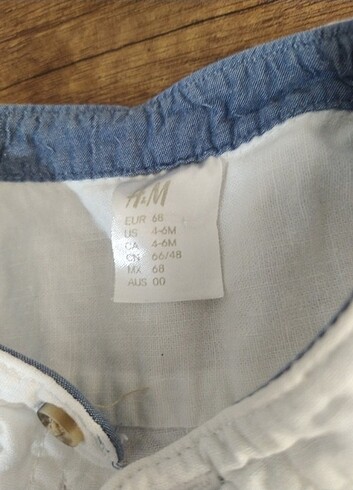 H&M
EUR 68
US 4-6M
CA 4-6M
CN 66/48
MX 68
AUS 00